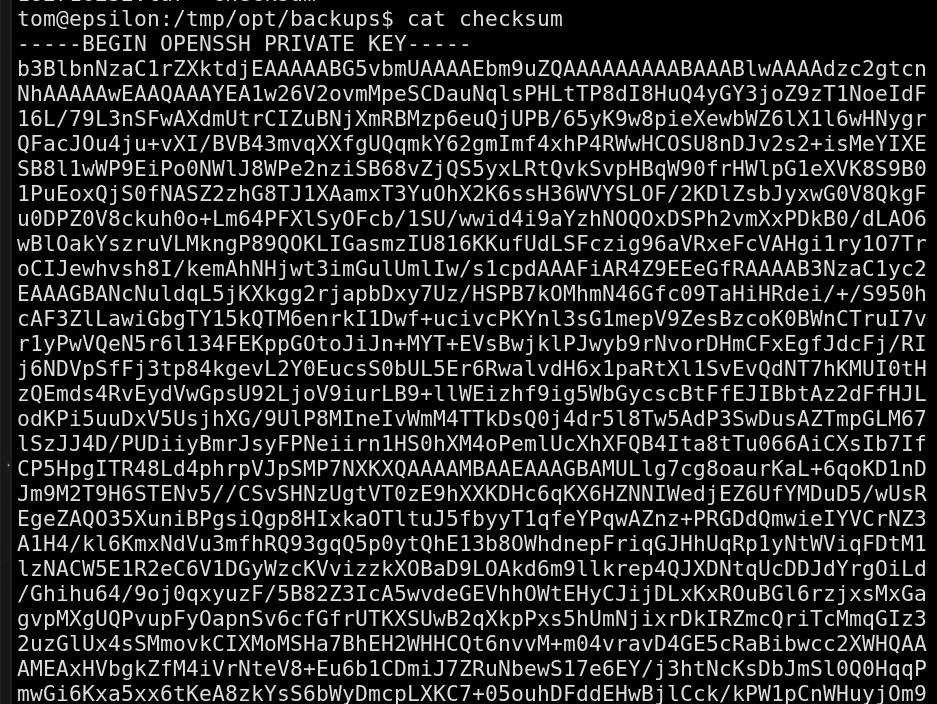 tom@epsilon:/tmp/opt/backups$ cat checksum
-----BEGIN OPENSSH PRIVATE KEY-----
b3BlbnNzaC1rZXktdjEAAAAABG5vbmUAAAAEbm9uZQAAAAAAAAABAAABlwAAAAdzc2gtcn
NhAAAAAwEAAQAAAYEA1w26V2ovmMpeSCDauNqlsPHLtTP8dI8HuQ4yGY3joZ9zT1NoeIdF
16L/79L3nSFwAXdmUtrCIZuBNjXmRBMzp6euQjUPB/65yK9w8pieXewbWZ6lX1l6wHNygr
QFacJOu4ju+vXI/BVB43mvqXXfgUQqmkY62gmImf4xhP4RWwHCOSU8nDJv2s2+isMeYIXE
SB8l1wWP9EiPo0NWlJ8WPe2nziSB68vZjQS5yxLRtQvkSvpHBqW90frHWlpG1eXVK8S9B0
1PuEoxQjS0fNASZ2zhG8TJ1XAamxT3YuOhX2K6ssH36WVYSLOF/2KDlZsbJyxwG0V8QkgF
u0DPZ0V8ckuh0o+Lm64PFXlSyOFcb/1SU/wwid4i9aYzhNOQOxDSPh2vmXxPDkB0/dLAO6
wBlOakYszruVLMkngP89QOKLIGasmzIU816KKufUdLSFczig96aVRxeFcVAHgi1ry1O7Tr
oCIJewhvsh8I/kemAhNHjwt3imGulUmlIw/s1cpdAAAFiAR4Z9EEeGfRAAAAB3NzaC1yc2
EAAAGBANcNuldqL5jKXkgg2rjapbDxy7Uz/HSPB7kOMhmN46Gfc09TaHiHRdei/+/S950h
cAF3ZlLawiGbgTY15kQTM6enrkI1Dwf+ucivcPKYnl3sG1mepV9ZesBzcoK0BWnCTruI7v
r1yPwVQeN5r6l134FEKppGOtoJiJn+MYT+EVsBwjklPJwyb9rNvorDHmCFxEgfJdcFj/RI
j6NDVpSfFj3tp84kgevL2Y0EucsS0bUL5Er6RwalvdH6x1paRtXl1SvEvQdNT7hKMUI0tH
zQEmds4RvEydVwGpsU92LjoV9iurLB9+llWEizhf9ig5WbGycscBtFfEJIBbtAz2dFfHJL
odKPi5uuDxV5UsjhXG/9UlP8MIneIvWmM4TTkDsQ0j4dr5l8Tw5AdP3SwDusAZTmpGLM67
lSzJJ4D/PUDiiyBmrJsyFPNeiirn1HS0hXM4oPemlUcXhXFQB4Ita8tTu066AiCXsIb7If
CP5HpgITR48Ld4phrpVJpSMP7NXKXQAAAAMBAAEAAAGBAMULlg7cg8oaurKaL+6qoKD1nD
Jm9M2T9H6STENv5//CSvSHNzUgtVT0zE9hXXKDHc6qKX6HZNNIWedjEZ6UfYMDuD5/wUsR
EgeZAQO35XuniBPgsiQgp8HIxkaOTltuJ5fbyyT1qfeYPqwAZnz+PRGDdQmwieIYVCrNZ3
A1H4/kl6KmxNdVu3mfhRQ93gqQ5p0ytQhE13b8OWhdnepFriqGJHhUqRp1yNtWViqFDtM1
lzNACW5E1R2eC6V1DGyWzcKVvizzkXOBaD9LOAkd6m9llkrep4QJXDNtqUcDDJdYrgOiLd
/Ghihu64/9oj0qxyuzF/5B82Z3IcA5wvdeGEVhhOWtEHyCJijDLxKxROuBGl6rzjxsMxGa
gvpMXgUQPvupFyOapnSv6cfGfrUTKXSUwB2qXkpPxs5hUmNjixrDkIRZmcQriTcMmqGIz3
2uzGlUx4sSMmovkCIXMoMSHa7BhEH2WHHCQt6nvvM+m04vravD4GE5cRaBibwcc2XWHQAA
AMEAxHVbgkZfM4iVrNteV8+Eu6b1CDmiJ7ZRuNbewS17e6EY/j3htNcKsDbJmSl0Q0HqqP
mwGi6Kxa5xx6tKeA8zkYsS6bWyDmcpLXKC7+05ouhDFddEHwBjlCck/kPW1pCnWHuyjOm9